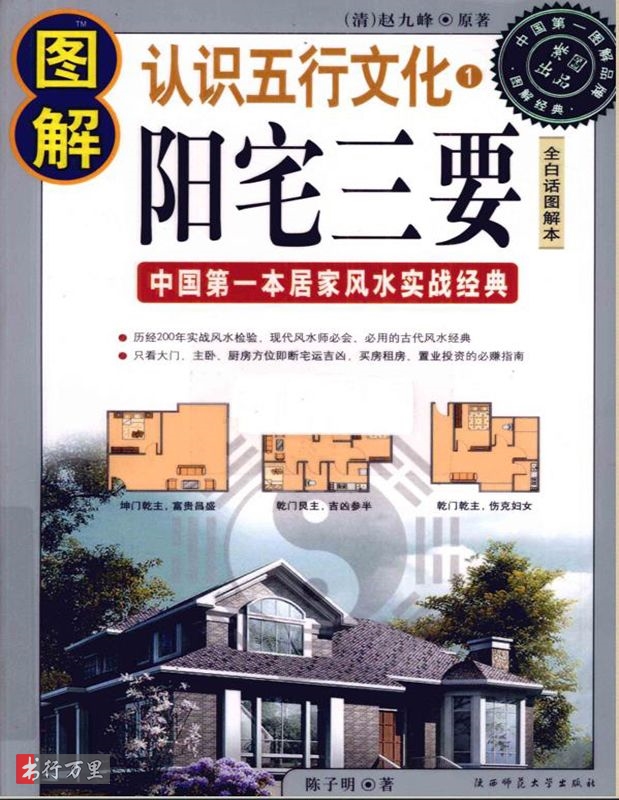 (清)赵九峰◎原著
图解
TM
认识五行文化1
中国第一图解品牌
紫图
出品
·图解经典·
阳宅三要
全白话图解本
中国第一本居家风水实战经典
●历经200年实战风水检验、现代风水师必会、必用的古代风水经典
●只看大门、主卧、厨房方位即断宅运吉凶,买房租房、置业投资的必赚指南
坤门乾主,富贵昌盛
乾门艮主,吉凶参半
乾门乾主,伤克妇女
书行万里
陈子明◎著
陕西师范大学出版社